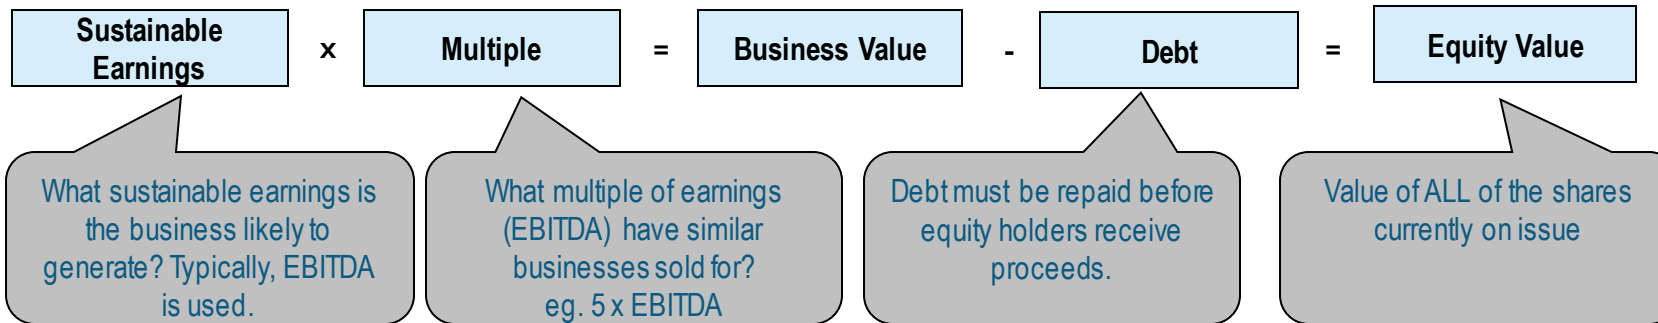 Sustainable
Earnings
x
Multiple
=
Business Value
-
Debt
=
Equity Value
What sustainable earnings is
the business likely to
generate? Typically, EBITDA
is used.
What multiple of earnings
(EBITDA) have similar
businesses sold for?
eg. 5 x EBITDA
Debt must be repaid before
equity holders receive
proceeds.
Value of ALL of the shares
currently on issue